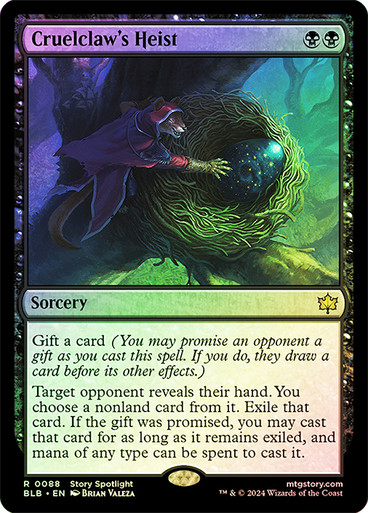 Cruelclaw's Heist
Sorcery
Gift a card (You may promise an opponent a
gift as you cast this spell. If you do, they draw a
card before its other effects.)
Target opponent reveals their hand. You
choose a nonland card from it. Exile that
card. If the gift was promised, you may cast
that card for as long as it remains exiled, and
mana of any type can be spent to cast it.
R 0088 Story Spotlight mtgstory.com
BLB • EN Brian Valeza ™ & © 2024 Wizards of the Coast